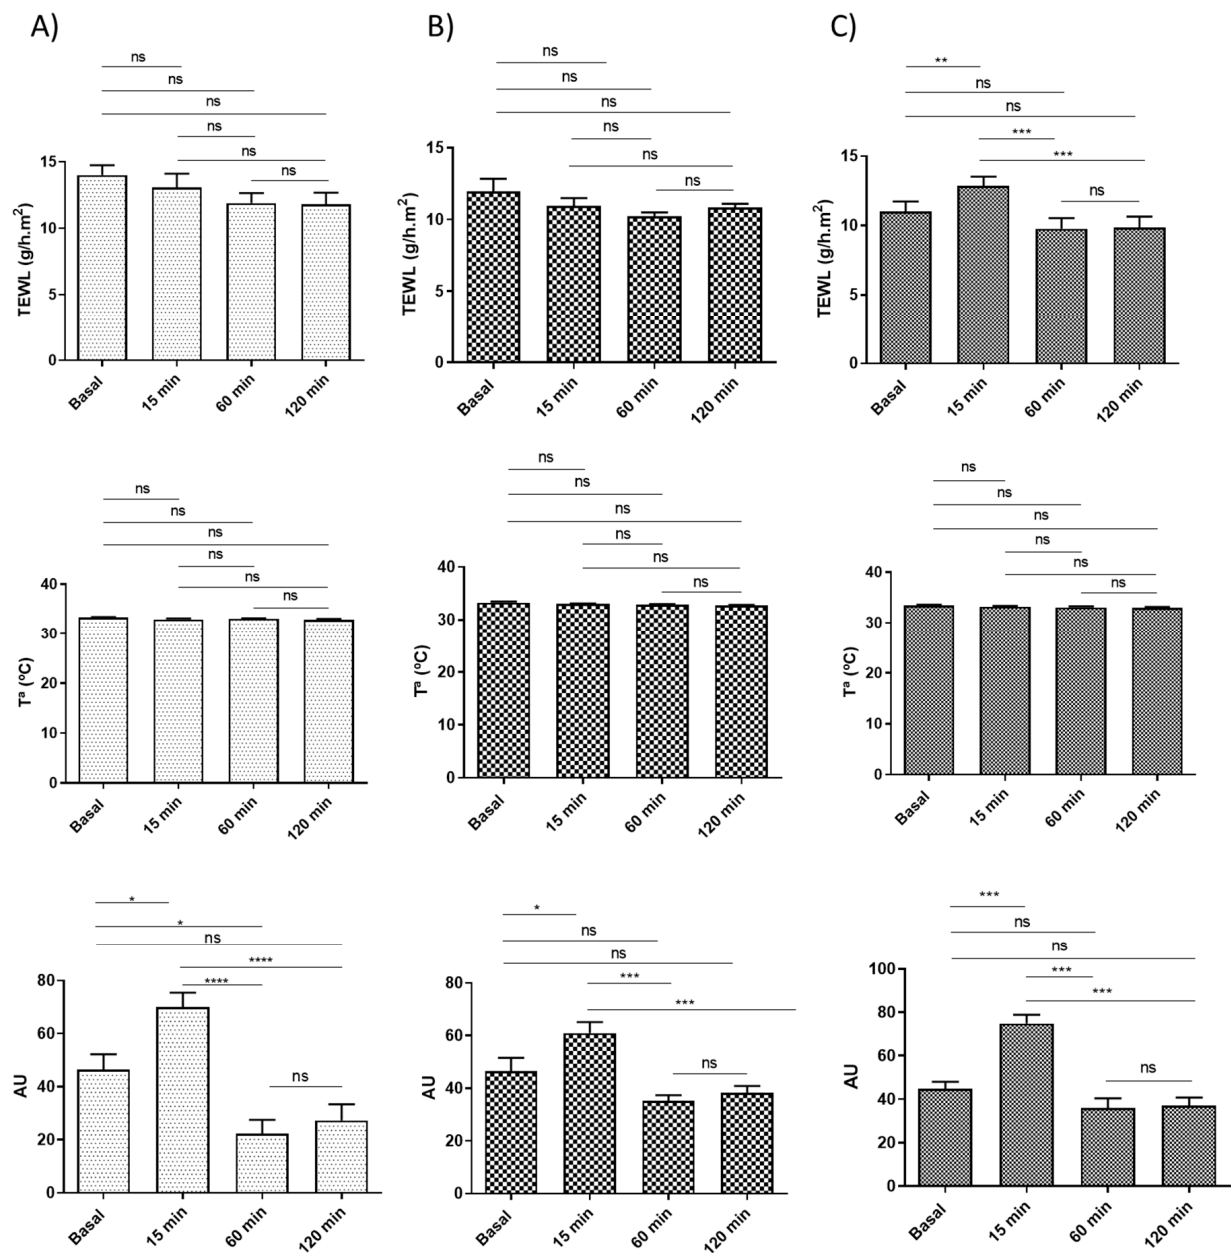 A)
B)
C)
ns
ns
ns
ns
ns
ns
TEWL (g/h.m²)
15
10
5
0
Basal
15 min
60 min
120 min
ns
ns
ns
ns
ns
ns
TEWL (g/h.m²)
15
10
5
0
Basal
15 min
60 min
120 min
**
ns
ns
***
***
ns
TEWL (g/h.m²)
15
10
5
0
Basal
15 min
60 min
120 min
ns
ns
ns
ns
ns
ns
Tª (ºC)
40
30
20
10
0
Basal
15 min
60 min
120 min
ns
ns
ns
ns
ns
ns
Tª (ºC)
40
30
20
10
0
Basal
15 min
60 min
120 min
ns
ns
ns
ns
ns
ns
Tª (ºC)
40
30
20
10
0
Basal
15 min
60 min
120 min
*
*
ns
****
****
ns
AU
80
60
40
20
0
Basal
15 min
60 min
120 min
*
ns
ns
***
***
ns
AU
80
60
40
20
0
Basal
15 min
60 min
120 min
***
ns
ns
***
***
ns
AU
100
80
60
40
20
0
Basal
15 min
60 min
120 min